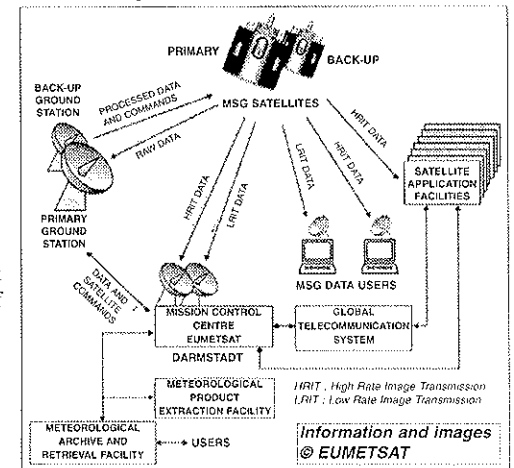 PRIMARY
BACK-UP
MSG SATELLITES
BACK-UP
GROUND
STATION
PROCESSED DATA
AND COMMANDS
RAW DATA
HRIT DATA
LRIT DATA
LRIT DATA
HRIT DATA
HRIT DATA
SATELLITE
APPLICATION
FACILITIES
PRIMARY
GROUND
STATION
DATA AND
SATELLITE
COMMANDS
MSG DATA USERS
MISSION CONTROL
CENTRE
EUMETSAT
DARMSTADT
GLOBAL
TELECOMMUNICATION
SYSTEM
METEOROLOGICAL
PRODUCT
EXTRACTION FACILITY
HRIT : High Rate Image Transmission
LRIT : Low Rate Image Transmission
METEOROLOGICAL
ARCHIVE AND
RETRIEVAL FACILITY
USERS
Information and images
© EUMETSAT